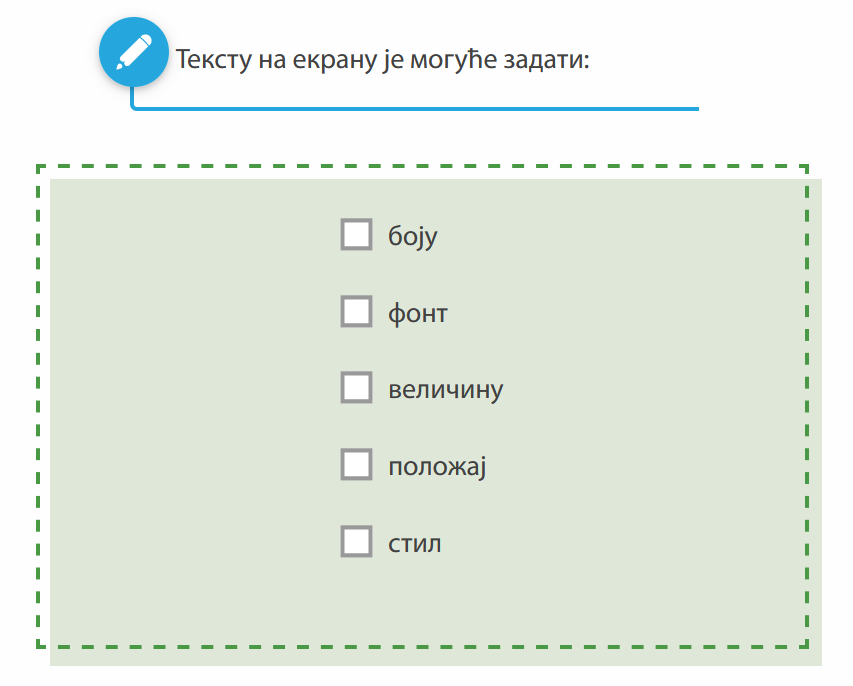 Тексту на екрану је могуће задати:
боју
фонт
величину
положај
стил